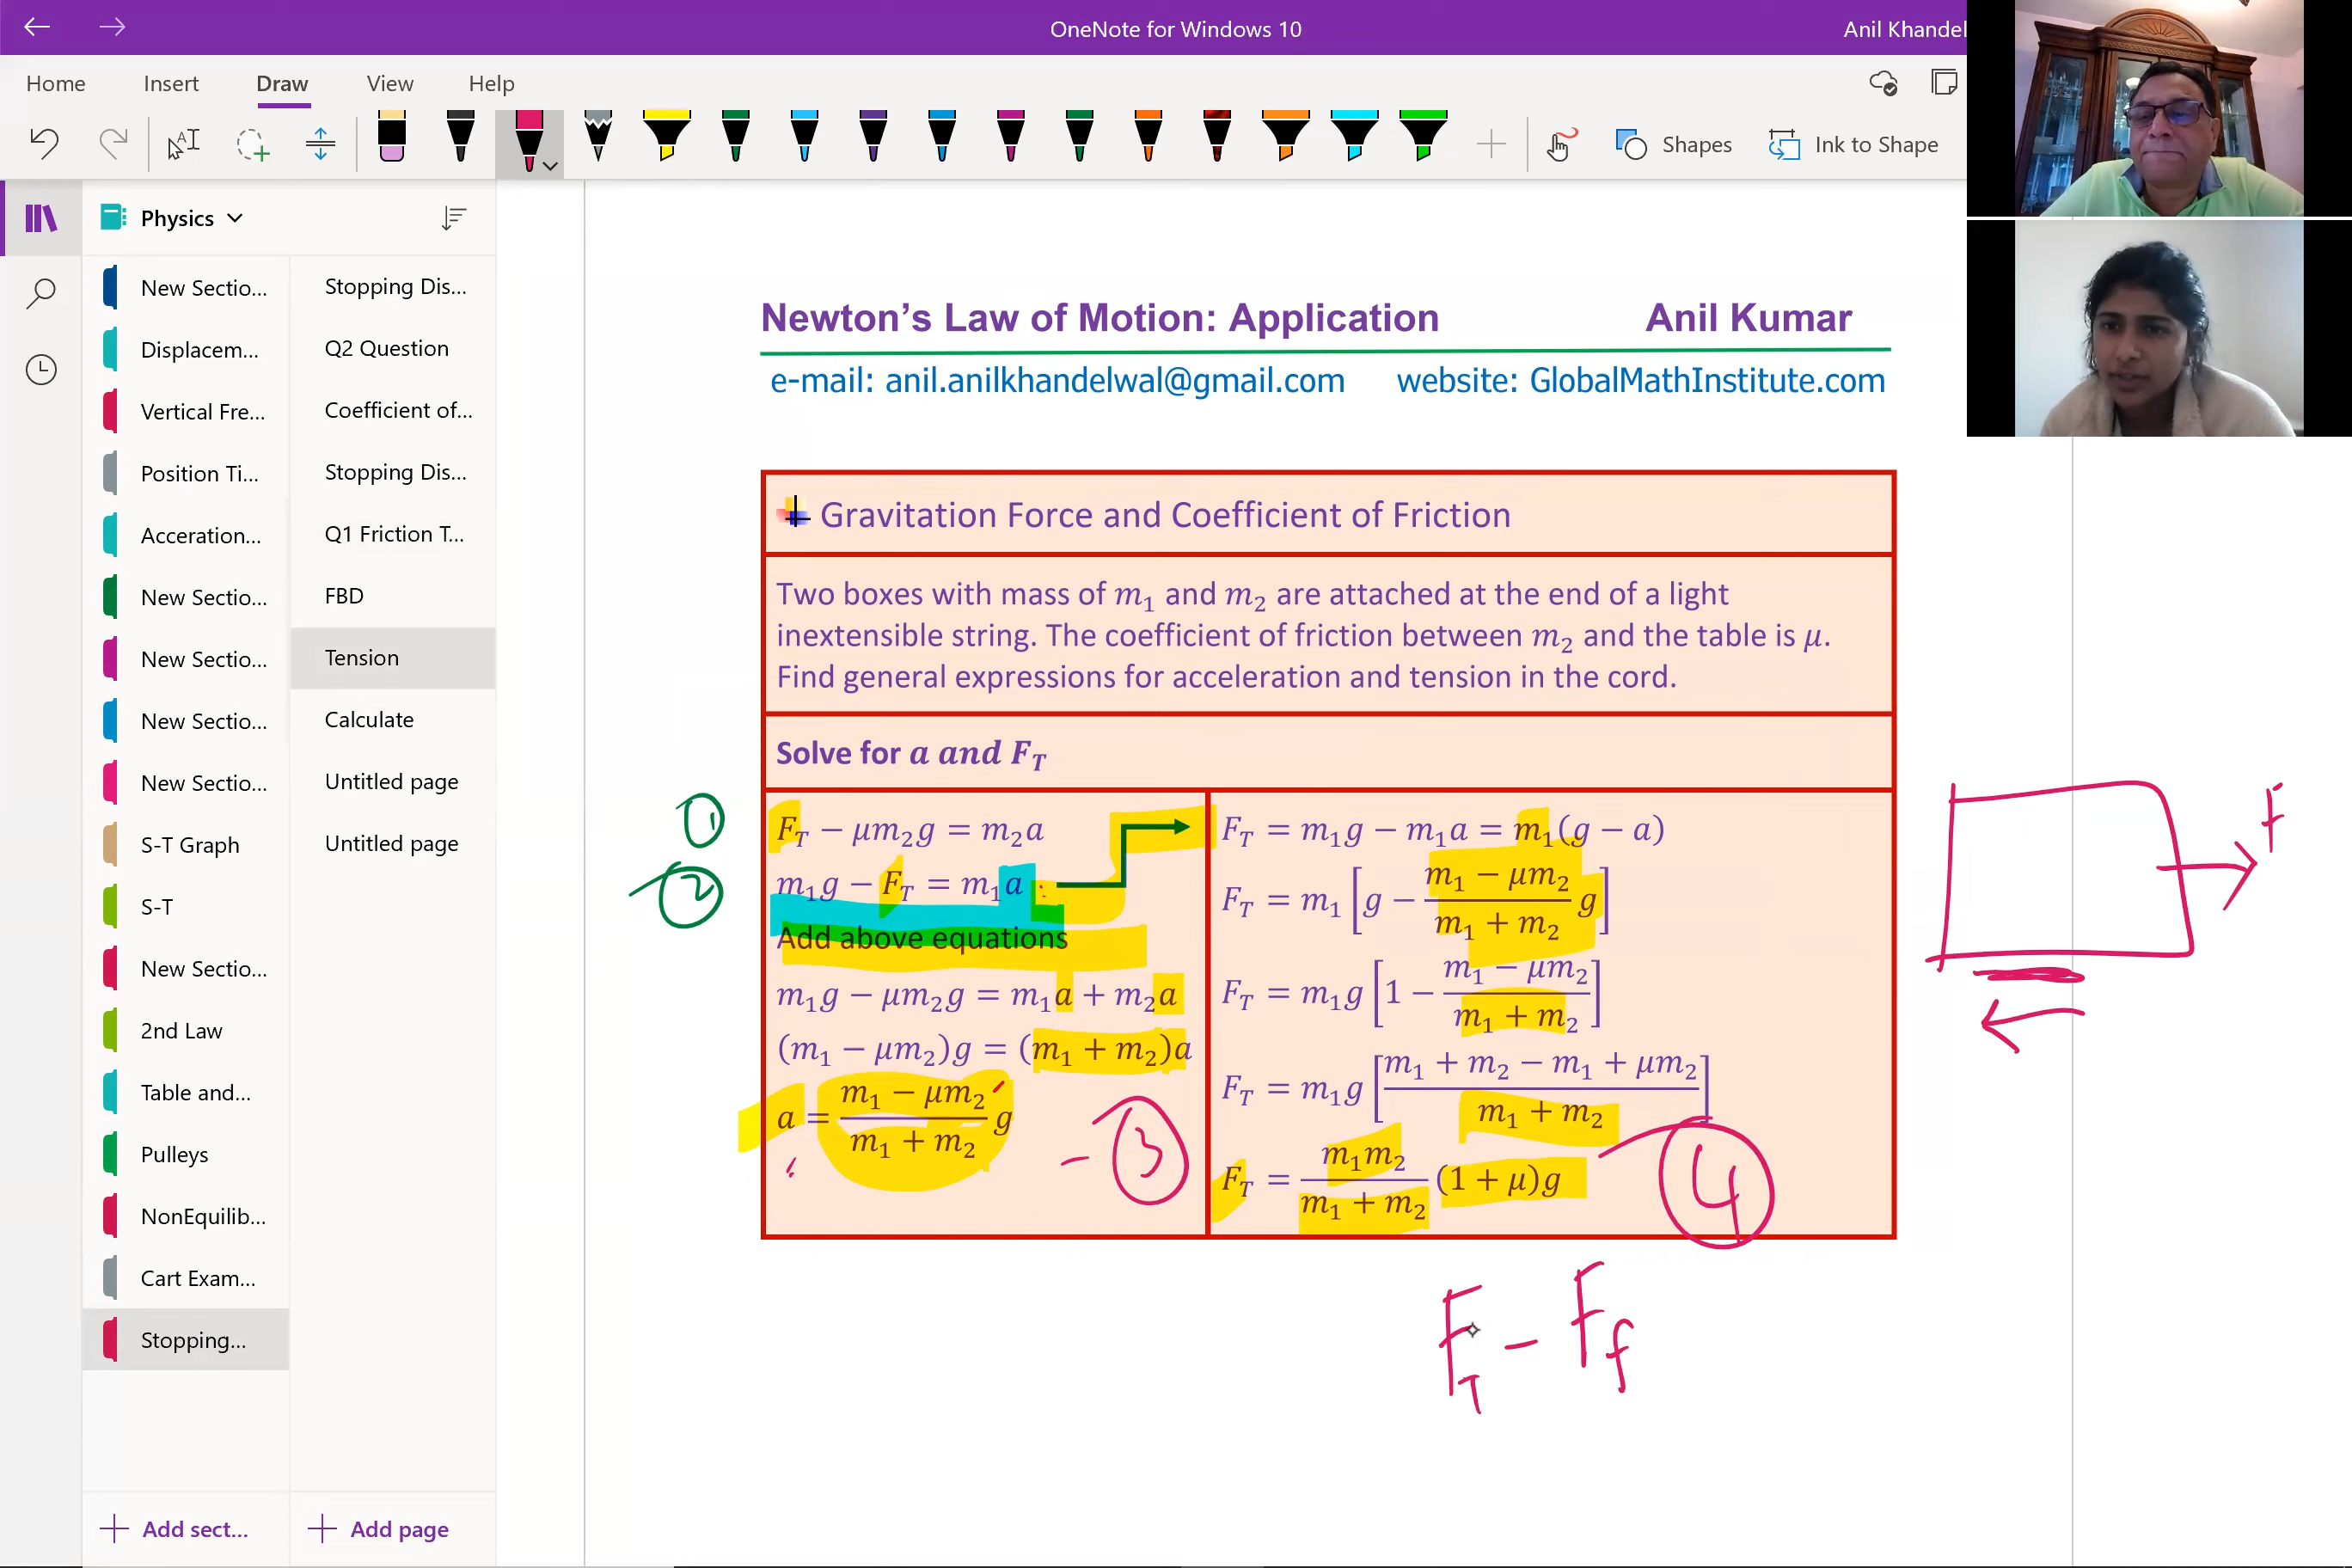 OneNote for Windows 10
Anil Khandel
Home Insert Draw View Help
Shapes Ink to Shape
Physics
New Sectio...
Displacem...
Vertical Fre...
Position Ti...
Acceration...
New Sectio...
New Sectio...
New Sectio...
New Sectio...
S-T Graph
S-T
New Sectio...
2nd Law
Table and...
Pulleys
NonEquilib...
Cart Exam...
Stopping...
Add sect...
Stopping Dis...
Q2 Question
Coefficient of...
Stopping Dis...
Q1 Friction T...
FBD
Tension
Calculate
Untitled page
Untitled page
Add page
Newton's Law of Motion: Application Anil Kumar
e-mail: anil.anilkhandelwal@gmail.com website: GlobalMathInstitute.com
Gravitation Force and Coefficient of Friction
Two boxes with mass of m₁ and m₂ are attached at the end of a light
inextensible string. The coefficient of friction between m₂ and the table is μ.
Find general expressions for acceleration and tension in the cord.
Solve for a and F_T
① F_T − μm₂g = m₂a
② m₁g − F_T = m₁a
Add above equations
m₁g − μm₂g = m₁a + m₂a
(m₁ − μm₂)g = (m₁ + m₂)a
a = (m₁ − μm₂)/(m₁ + m₂) g - ③
F_T = m₁g − m₁a = m₁(g − a)
F_T = m₁[g − (m₁ − μm₂)/(m₁ + m₂) g]
F_T = m₁g[1 − (m₁ − μm₂)/(m₁ + m₂)]
F_T = m₁g[(m₁ + m₂ − m₁ + μm₂)/(m₁ + m₂)]
F_T = m₁m₂/(m₁ + m₂) (1 + μ)g ④
F
F_T − F_f